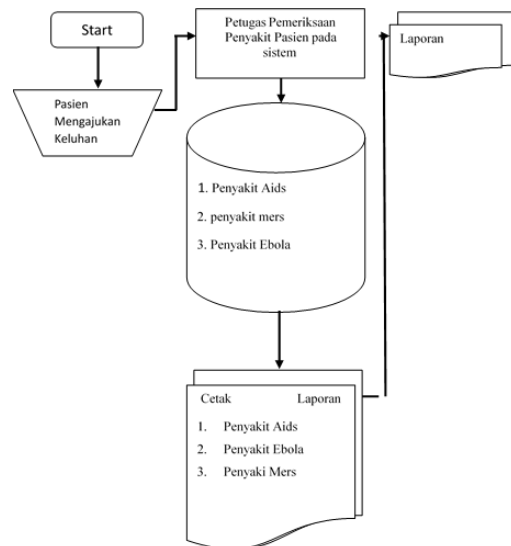 Start
Pasien
Mengajukan
Keluhan
Petugas Pemeriksaan
Penyakit Pasien pada
sistem
1. Penyakit Aids
2. penyakit mers
3. Penyakit Ebola
Cetak Laporan
1. Penyakit Aids
2. Penyakit Ebola
3. Penyaki Mers
Laporan